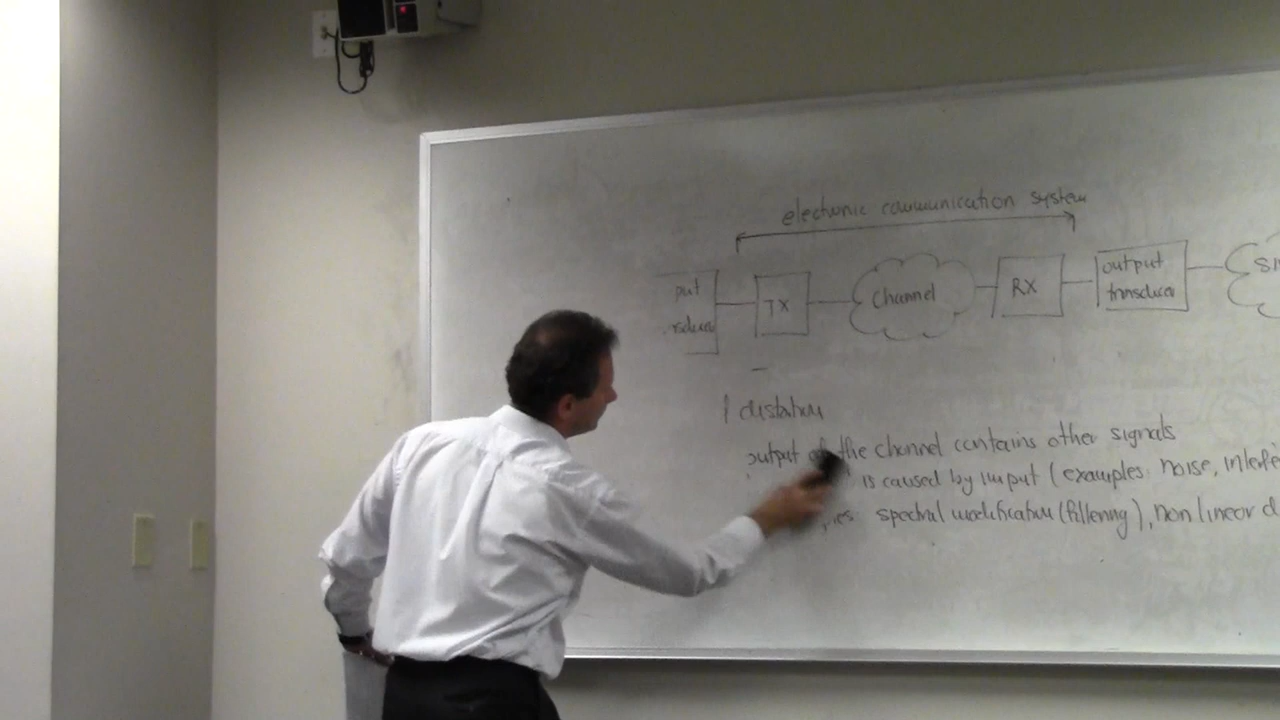 electronic communication system
put
TX
Channel
RX
output
transducer
distortion
output of the channel contains other signals
is caused by input (examples: noise, interfe
spectral modification (filtering), non linear d